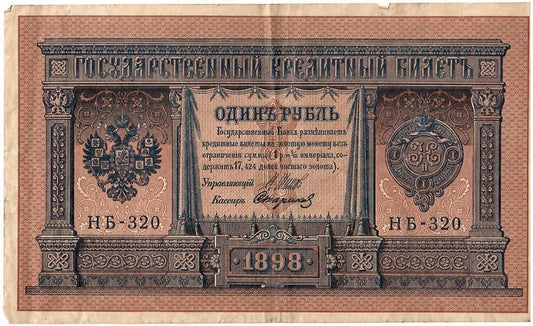 ГОСУДАРСТВЕННЫЙ КРЕДИТНЫЙ БИЛЕТЪ
ОДИНЪ РУБЛЬ
Государственный Банкъ размѣниваетъ
кредитные билеты на золотую монету безъ
ограниченія суммы (1 р. = 1/15 имперіала, со-
держитъ 17,424 долей чистаго золота).
Управляющій
Кассиръ
НБ-320
НБ-320
1898